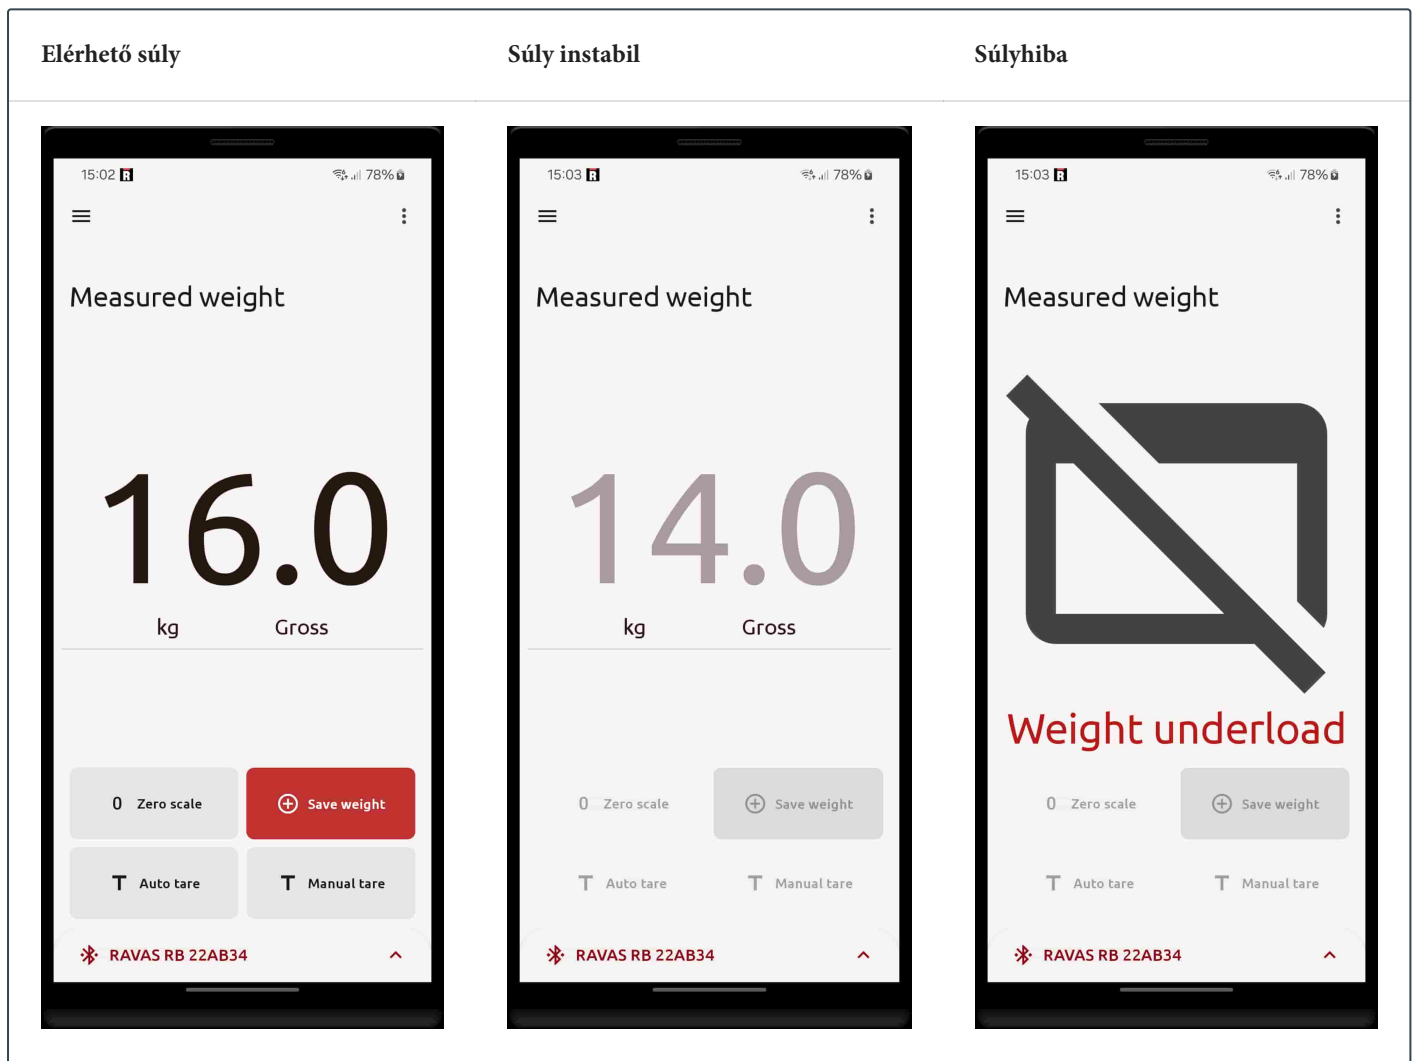 Elérhető súly
Súly instabil
Súlyhiba
15:02 R
78%
Measured weight
16.0
kg Gross
0 Zero scale
Save weight
T Auto tare
T Manual tare
RAVAS RB 22AB34
15:03 R
78%
Measured weight
14.0
kg Gross
0 Zero scale
Save weight
T Auto tare
T Manual tare
RAVAS RB 22AB34
15:03 R
78%
Measured weight
Weight underload
0 Zero scale
Save weight
T Auto tare
T Manual tare
RAVAS RB 22AB34